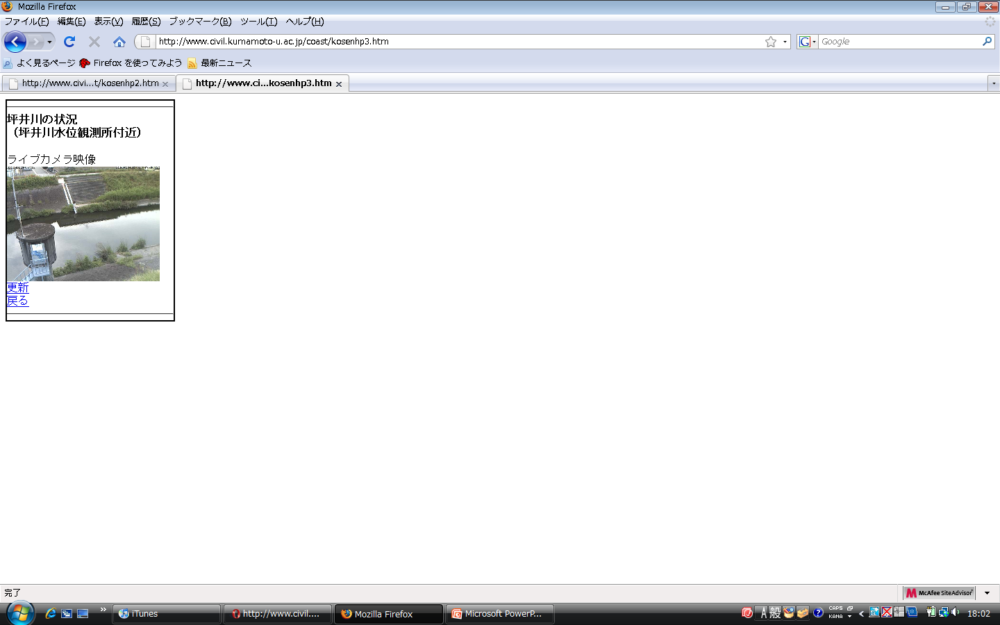 Mozilla Firefox
ファイル(F) 編集(E) 表示(V) 履歴(S) ブックマーク(B) ツール(T) ヘルプ(H)
http://www.civil.kumamoto-u.ac.jp/coast/kosenhp3.htm
G
Google
よく見るページ Firefox を使ってみよう 最新ニュース
http://www.civi...t/kosenhp2.htm
http://www.ci...kosenhp3.htm
坪井川の状況
（坪井川水位観測所付近）
ライブカメラ映像
更新
戻る
完了
McAfee SiteAdvisor
iTunes
http://www.civil....
Mozilla Firefox
Microsoft PowerP...
A 般
CAPS
KANA
18:02